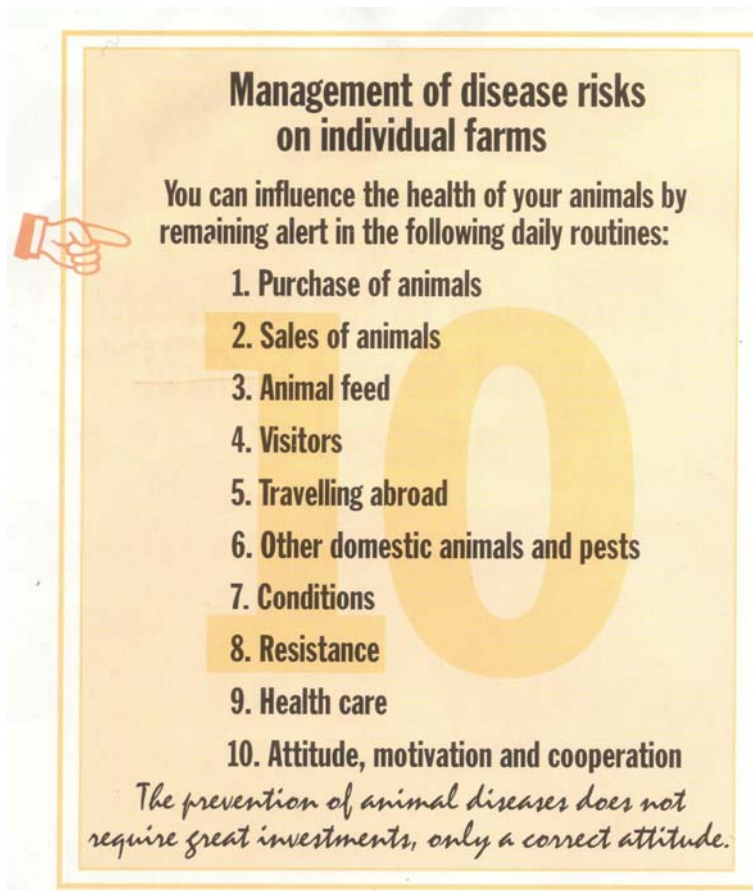 Management of disease risks
on individual farms
You can influence the health of your animals by
remaining alert in the following daily routines:
1. Purchase of animals
2. Sales of animals
3. Animal feed
4. Visitors
5. Travelling abroad
6. Other domestic animals and pests
7. Conditions
8. Resistance
9. Health care
10. Attitude, motivation and cooperation
The prevention of animal diseases does not
require great investments, only a correct attitude.
10